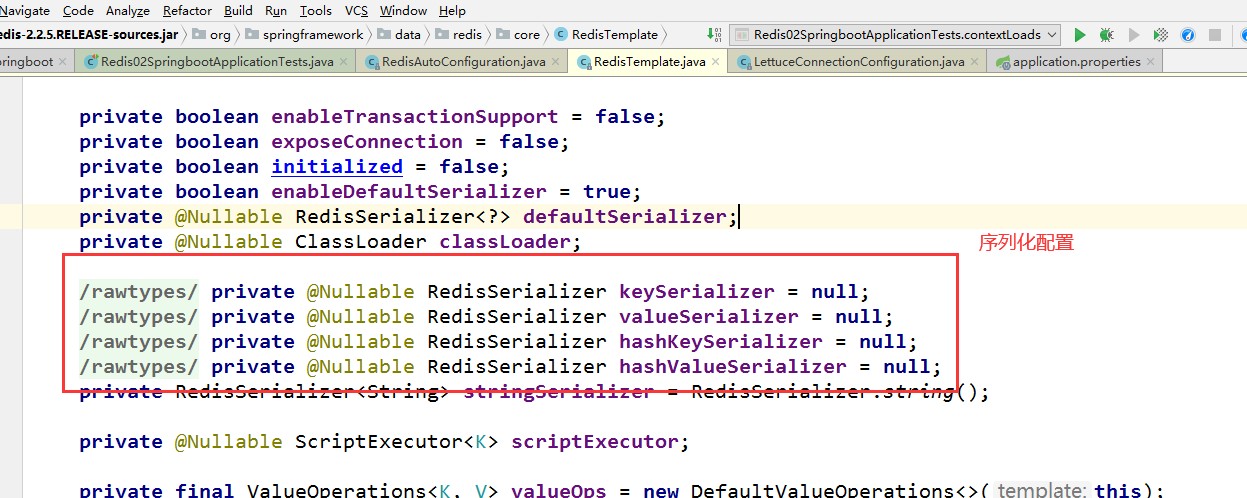 Navigate Code Analyze Refactor Build Run Tools VCS Window Help
edis-2.2.5.RELEASE-sources.jar org springframework data redis core RedisTemplate Redis02SpringbootApplicationTests.contextLoads
pringboot Redis02SpringbootApplicationTests.java RedisAutoConfiguration.java RedisTemplate.java LettuceConnectionConfiguration.java application.properties
private boolean enableTransactionSupport = false;
private boolean exposeConnection = false;
private boolean initialized = false;
private boolean enableDefaultSerializer = true;
private @Nullable RedisSerializer<?> defaultSerializer;
private @Nullable ClassLoader classLoader;
序列化配置
/rawtypes/ private @Nullable RedisSerializer keySerializer = null;
/rawtypes/ private @Nullable RedisSerializer valueSerializer = null;
/rawtypes/ private @Nullable RedisSerializer hashKeySerializer = null;
/rawtypes/ private @Nullable RedisSerializer hashValueSerializer = null;
private RedisSerializer<String> stringSerializer = RedisSerializer.string();
private @Nullable ScriptExecutor<K> scriptExecutor;
private final ValueOperations<K, V> valueOps = new DefaultValueOperations<>( template: this);